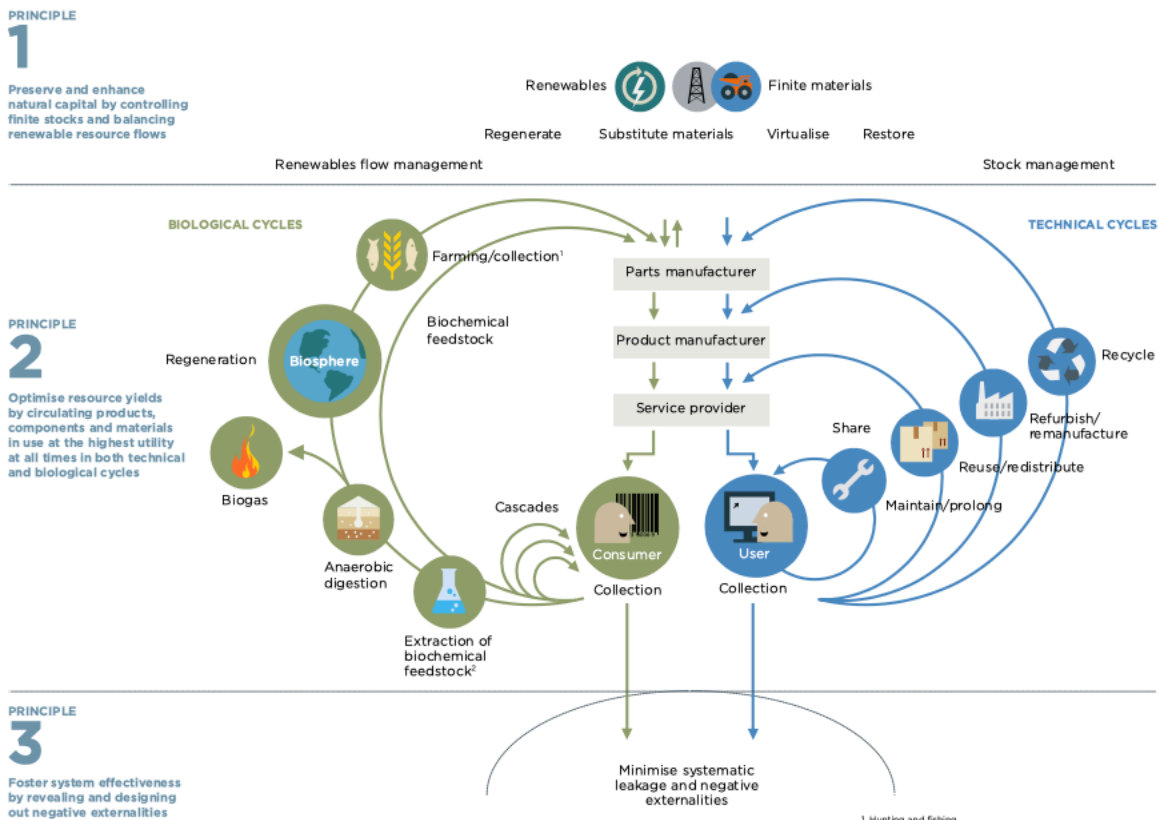 PRINCIPLE
1
Preserve and enhance
natural capital by controlling
finite stocks and balancing
renewable resource flows
Renewables
Finite materials
Regenerate
Substitute materials
Virtualise
Restore
Renewables flow management
Stock management
PRINCIPLE
2
Optimise resource yields
by circulating products,
components and materials
in use at the highest utility
at all times in both technical
and biological cycles
BIOLOGICAL CYCLES
TECHNICAL CYCLES
Farming/collection¹
Parts manufacturer
Biochemical
feedstock
Product manufacturer
Regeneration
Biosphere
Recycle
Service provider
Refurbish/
remanufacture
Share
Reuse/redistribute
Biogas
Maintain/prolong
Cascades
Consumer
User
Anaerobic
digestion
Collection
Collection
Extraction of
biochemical
feedstock²
PRINCIPLE
3
Foster system effectiveness
by revealing and designing
out negative externalities
Minimise systematic
leakage and negative
externalities
1. Hunting and fishing